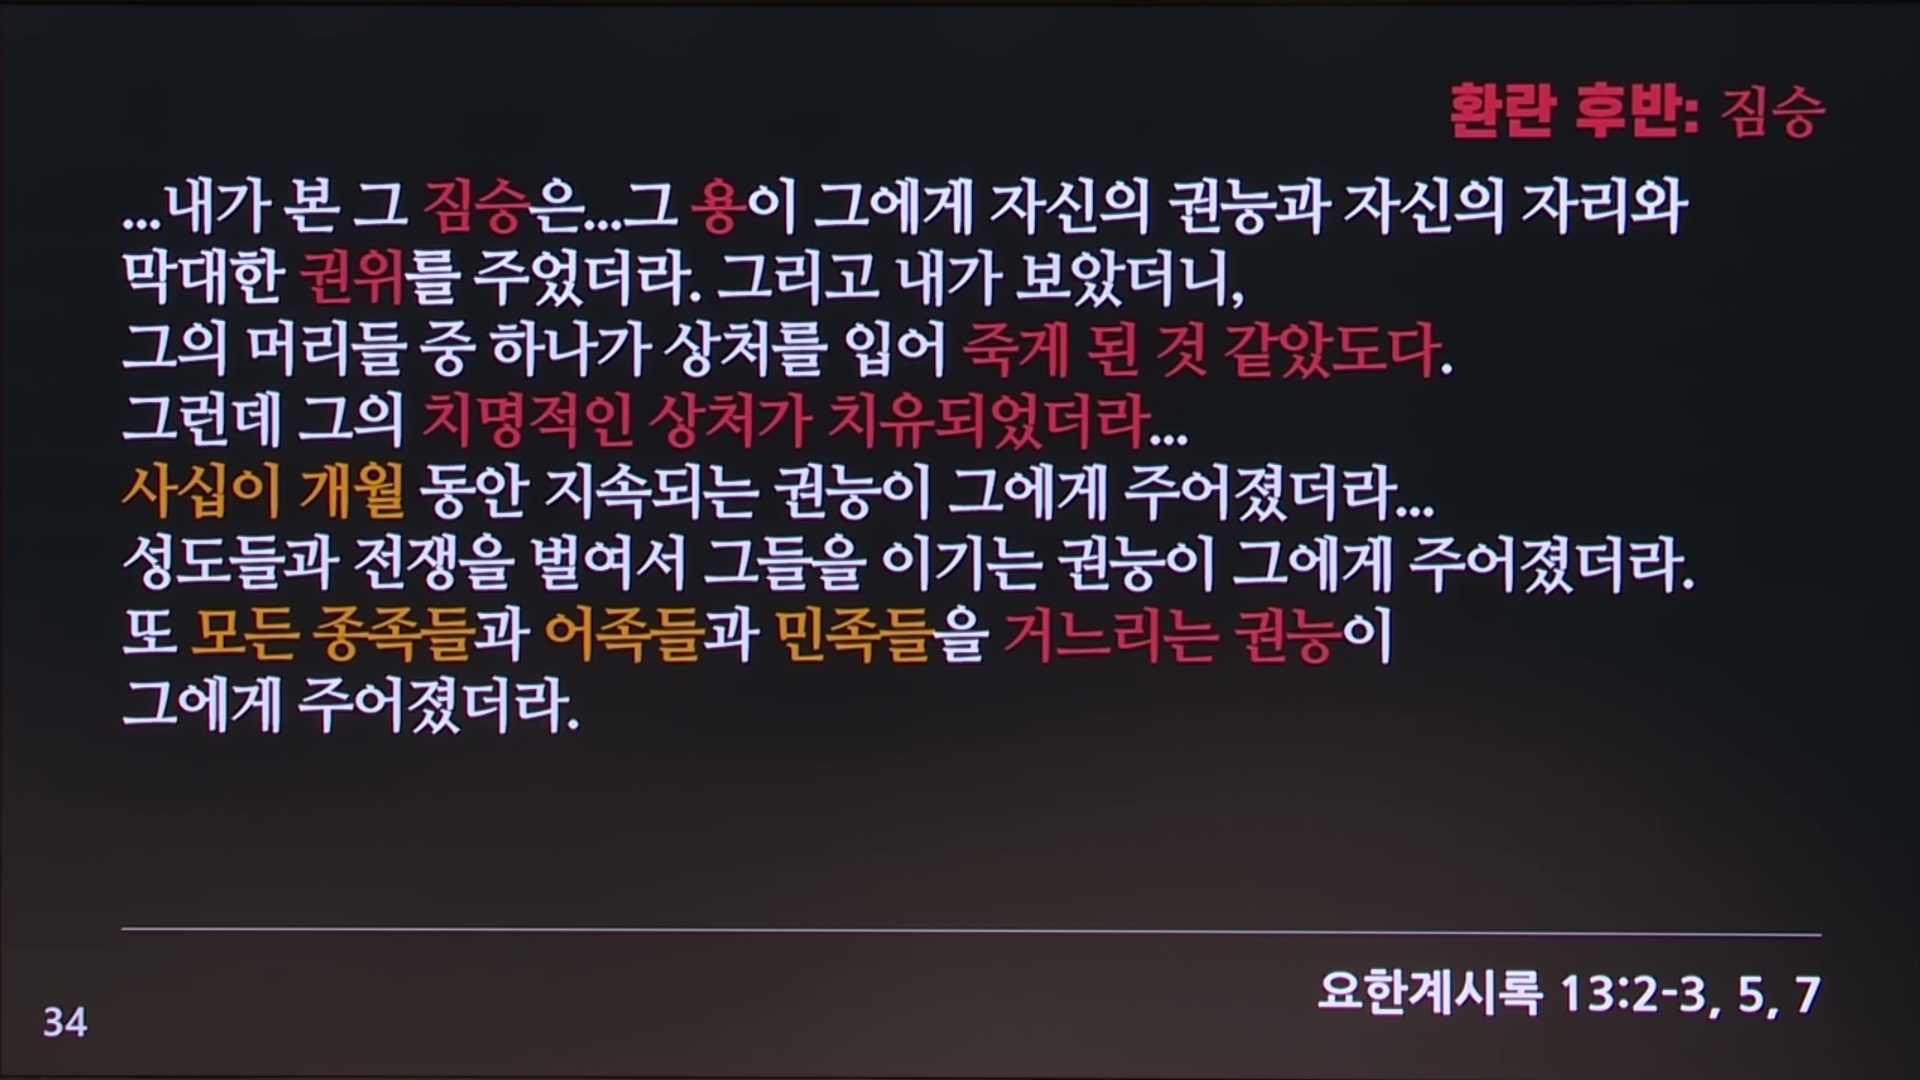 환란 후반: 짐승
...내가 본 그 짐승은...그 용이 그에게 자신의 권능과 자신의 자리와
막대한 권위를 주었더라. 그리고 내가 보았더니,
그의 머리들 중 하나가 상처를 입어 죽게 된 것 같았도다.
그런데 그의 치명적인 상처가 치유되었더라...
사십이 개월 동안 지속되는 권능이 그에게 주어졌더라...
성도들과 전쟁을 벌여서 그들을 이기는 권능이 그에게 주어졌더라.
또 모든 종족들과 어족들과 민족들을 거느리는 권능이
그에게 주어졌더라.
요한계시록 13:2-3, 5, 7
34